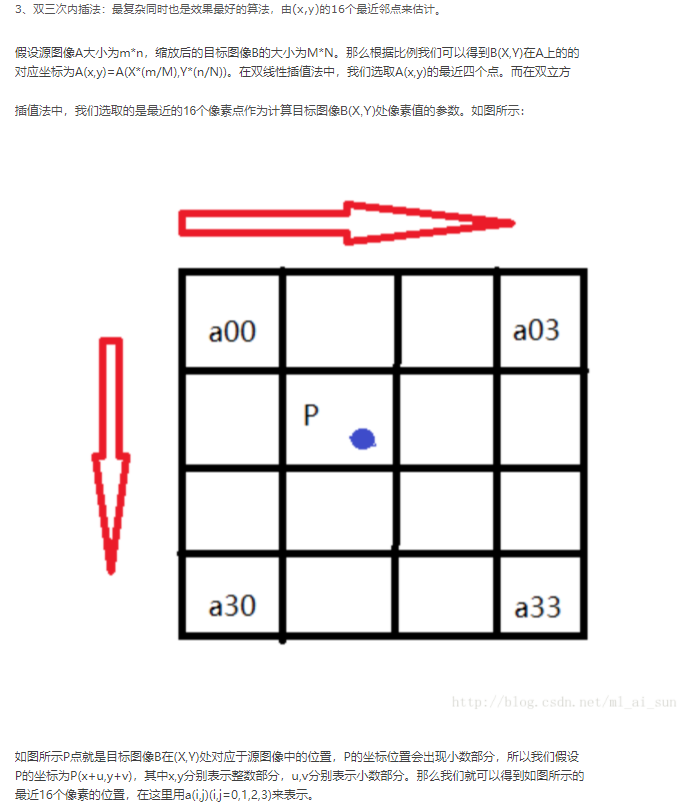 3、双三次内插法：最复杂同时也是效果最好的算法，由(x,y)的16个最近邻点来估计。
假设源图像A大小为m*n，缩放后的目标图像B的大小为M*N。那么根据比例我们可以得到B(X,Y)在A上的的
对应坐标为A(x,y)=A(X*(m/M),Y*(n/N))。在双线性插值法中，我们选取A(x,y)的最近四个点。而在双立方
插值法中，我们选取的是最近的16个像素点作为计算目标图像B(X,Y)处像素值的参数。如图所示：
a00
a03
P
a30
a33
http://blog.csdn.net/ml_ai_sun
如图所示P点就是目标图像B在(X,Y)处对应于源图像中的位置，P的坐标位置会出现小数部分，所以我们假设
P的坐标为P(x+u,y+v)，其中x,y分别表示整数部分，u,v分别表示小数部分。那么我们就可以得到如图所示的
最近16个像素的位置，在这里用a(i,j)(i,j=0,1,2,3)来表示。